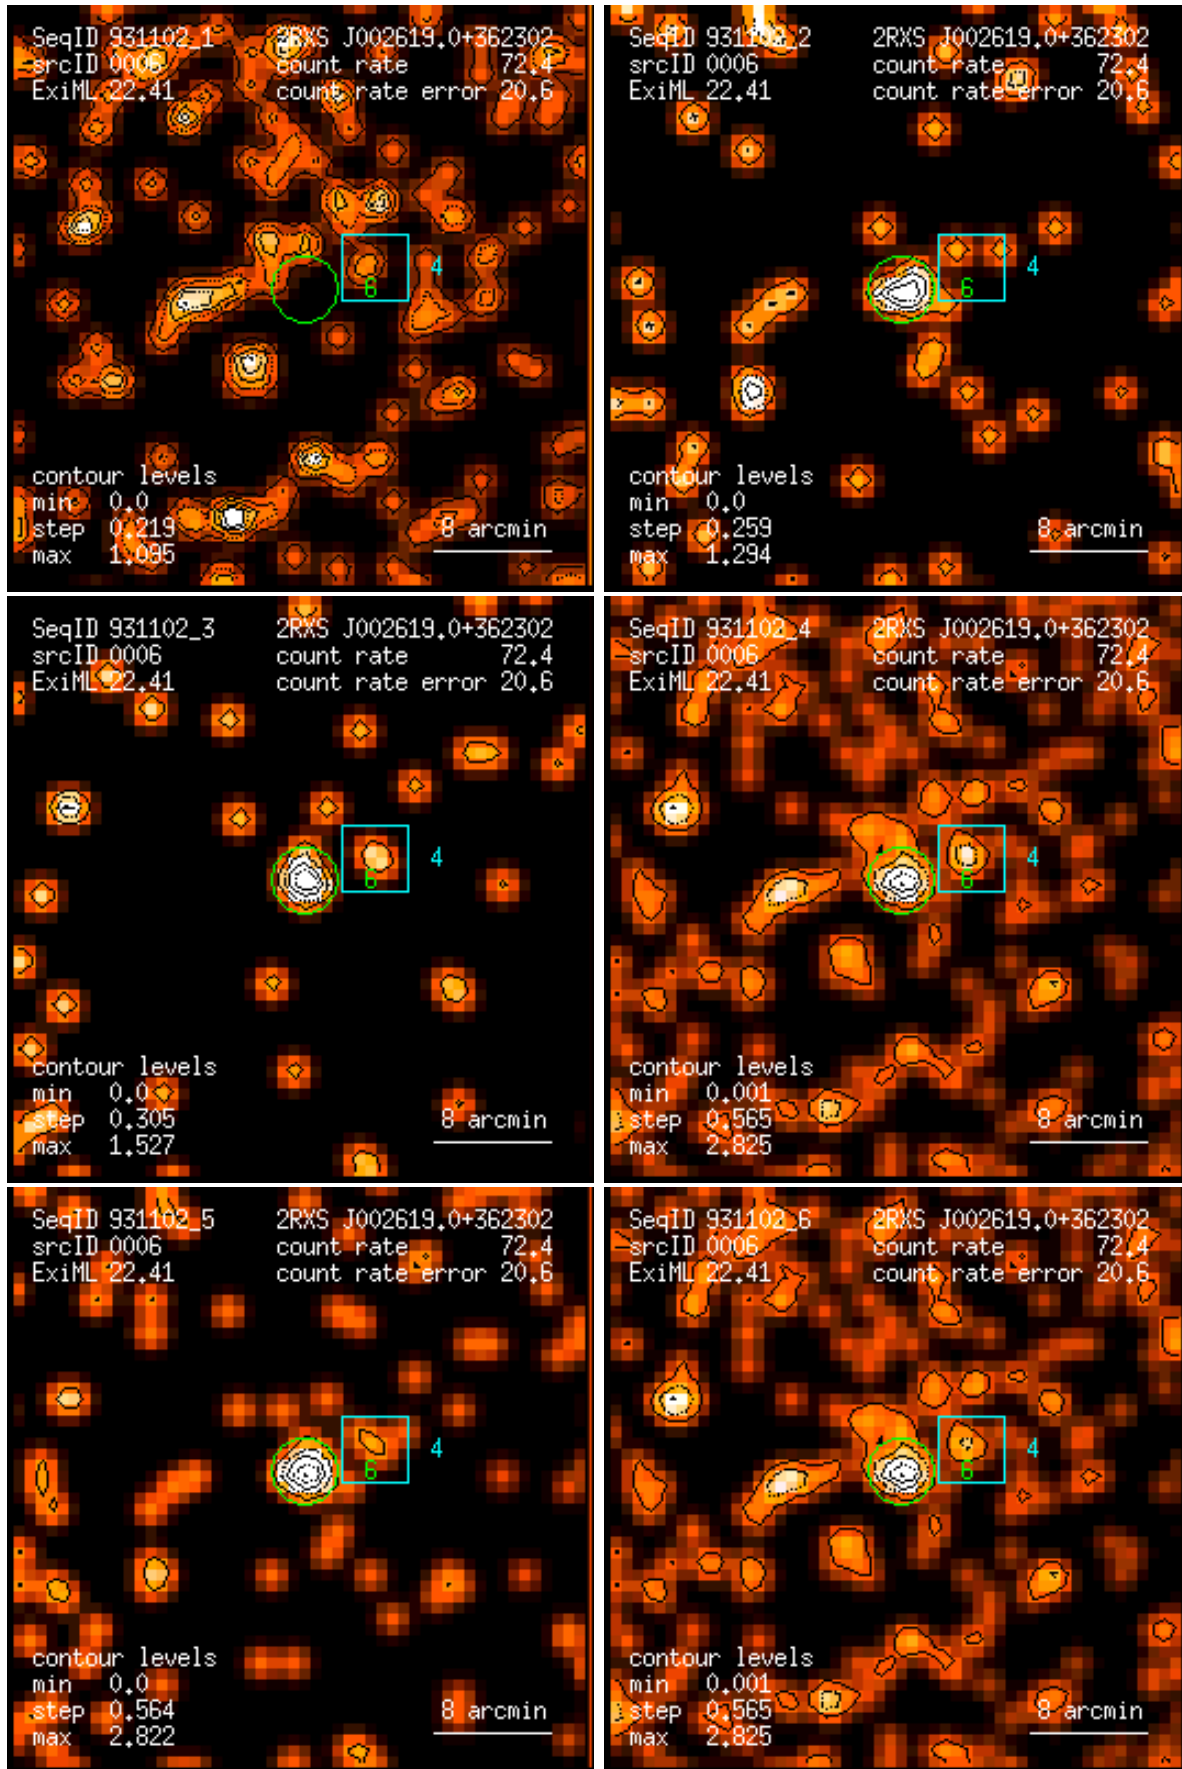 SeqID 931102_1 2RXS J002619.0+362302
srcID 0006 count rate 72.4
ExiML 22.41 count rate error 20.6
4
6
contour levels
min 0.0
step 0.219
max 1.095
8 arcmin
SeqID 931102_2 2RXS J002619.0+362302
srcID 0006 count rate 72.4
ExiML 22.41 count rate error 20.6
4
6
contour levels
min 0.0
step 0.259
max 1.294
8 arcmin
SeqID 931102_3 2RXS J002619.0+362302
srcID 0006 count rate 72.4
ExiML 22.41 count rate error 20.6
4
6
contour levels
min 0.0
step 0.305
max 1.527
8 arcmin
SeqID 931102_4 2RXS J002619.0+362302
srcID 0006 count rate 72.4
ExiML 22.41 count rate error 20.6
4
6
contour levels
min 0.001
step 0.565
max 2.825
8 arcmin
SeqID 931102_5 2RXS J002619.0+362302
srcID 0006 count rate 72.4
ExiML 22.41 count rate error 20.6
4
6
contour levels
min 0.0
step 0.564
max 2.822
8 arcmin
SeqID 931102_6 2RXS J002619.0+362302
srcID 0006 count rate 72.4
ExiML 22.41 count rate error 20.6
4
6
contour levels
min 0.001
step 0.565
max 2.825
8 arcmin